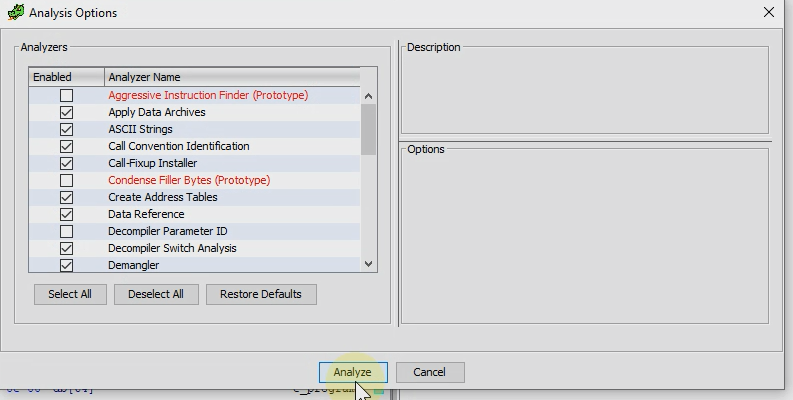 Analysis Options
Analyzers
Enabled Analyzer Name
Aggressive Instruction Finder (Prototype)
Apply Data Archives
ASCII Strings
Call Convention Identification
Call-Fixup Installer
Condense Filler Bytes (Prototype)
Create Address Tables
Data Reference
Decompiler Parameter ID
Decompiler Switch Analysis
Demangler
Select All Deselect All Restore Defaults
Description
Options
Analyze Cancel